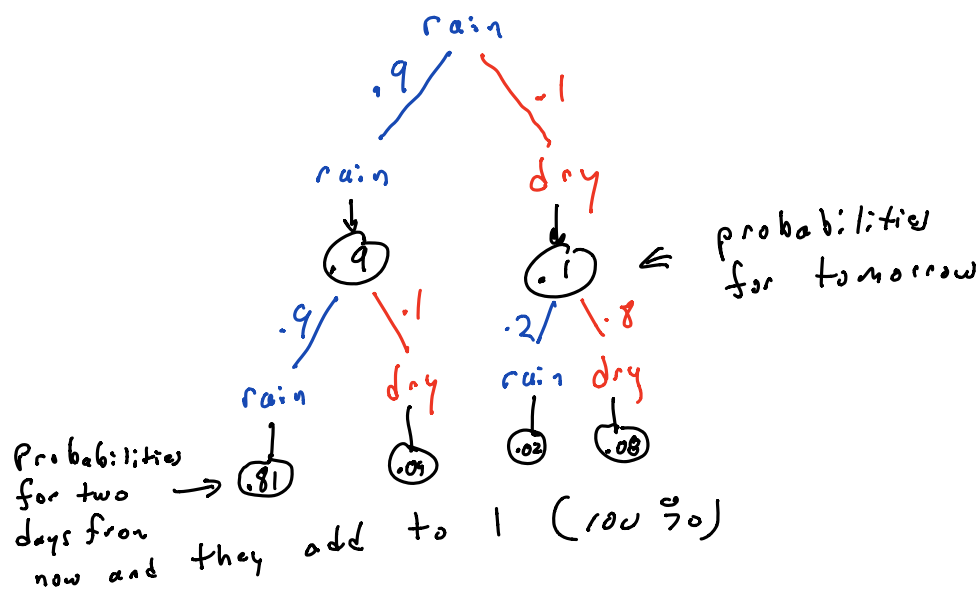 rain
.9 .1
rain dry
.9 .1
probabilities
for tomorrow
.9 .1 .2 .8
rain dry rain dry
.81 .09 .02 .08
Probabilities
for two
days from
now and they add to 1 (100%)